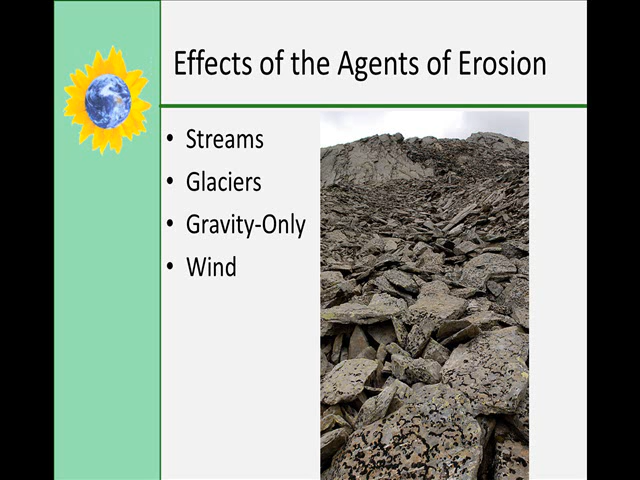 Effects of the Agents of Erosion
• Streams
• Glaciers
• Gravity-Only
• Wind